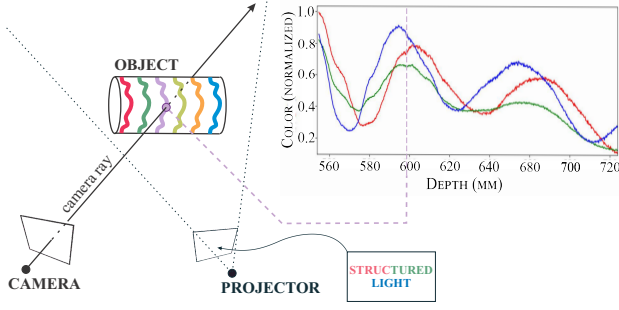 OBJECT
camera ray
CAMERA
PROJECTOR
STRUCTURED
LIGHT
COLOR (NORMALIZED)
1.0
0.8
0.6
0.4
0.2
560 580 600 620 640 660 680 700 720
DEPTH (MM)